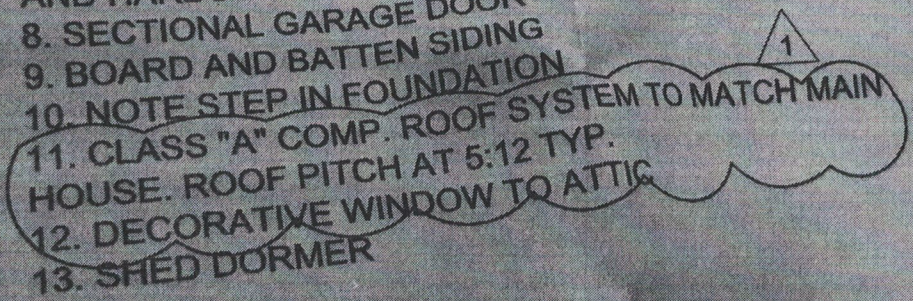 8. SECTIONAL GARAGE DOOR
9. BOARD AND BATTEN SIDING
1
10. NOTE STEP IN FOUNDATION
11. CLASS "A" COMP. ROOF SYSTEM TO MATCH MAIN
HOUSE. ROOF PITCH AT 5:12 TYP.
12. DECORATIVE WINDOW TO ATTIC
13. SHED DORMER